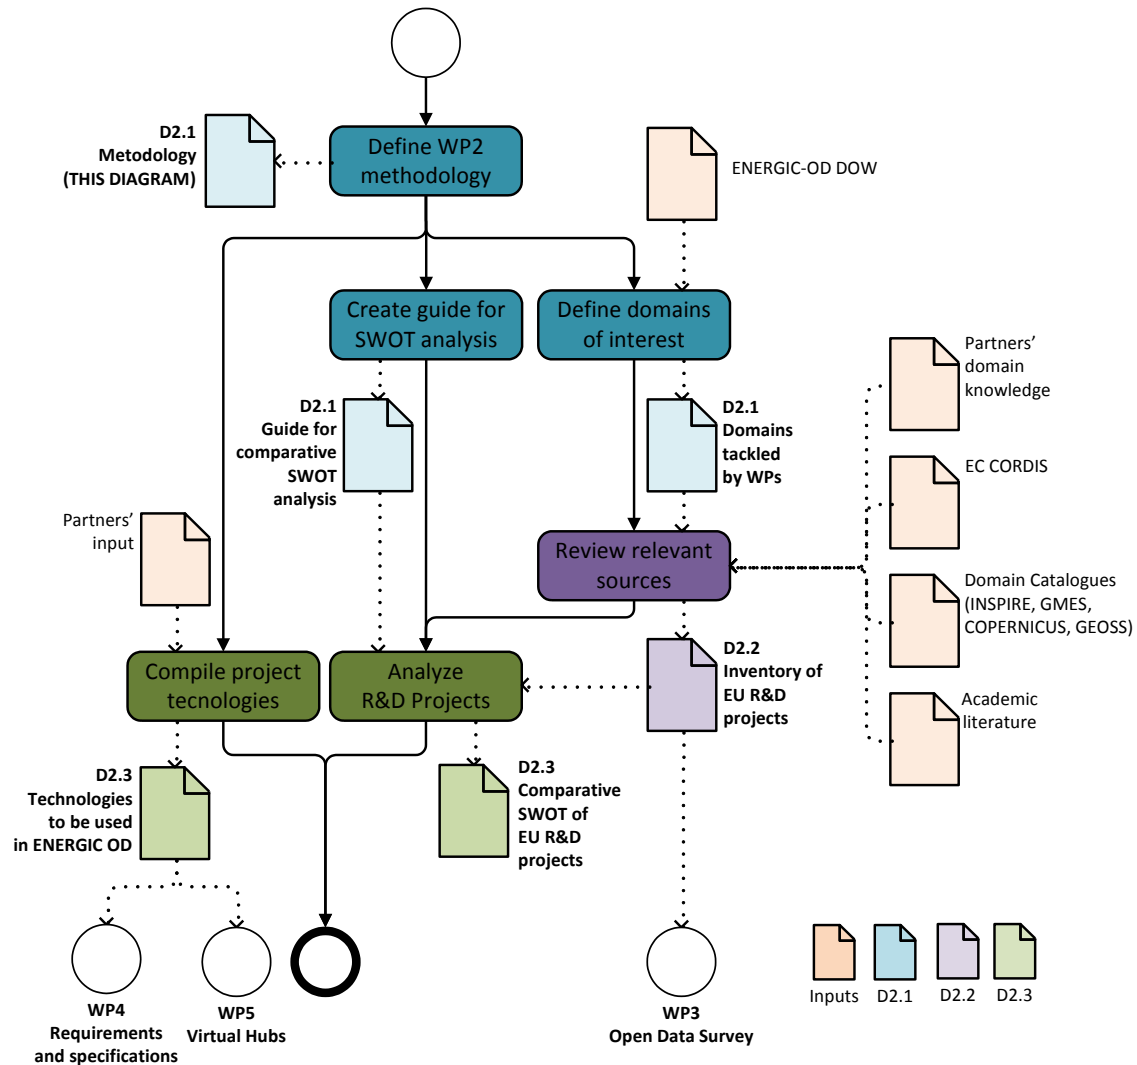 D2.1
Metodology
(THIS DIAGRAM)
Define WP2
methodology
ENERGIC-OD DOW
Create guide for
SWOT analysis
Define domains
of interest
Partners'
domain
knowledge
D2.1
Guide for
comparative
SWOT
analysis
D2.1
Domains
tackled
by WPs
EC CORDIS
Partners'
input
Review relevant
sources
Domain Catalogues
(INSPIRE, GMES,
COPERNICUS, GEOSS)
Compile project
tecnologies
Analyze
R&D Projects
D2.2
Inventory of
EU R&D
projects
Academic
literature
D2.3
Technologies
to be used
in ENERGIC OD
D2.3
Comparative
SWOT of
EU R&D
projects
WP4
Requirements
and specifications
WP5
Virtual Hubs
WP3
Open Data Survey
Inputs
D2.1
D2.2
D2.3